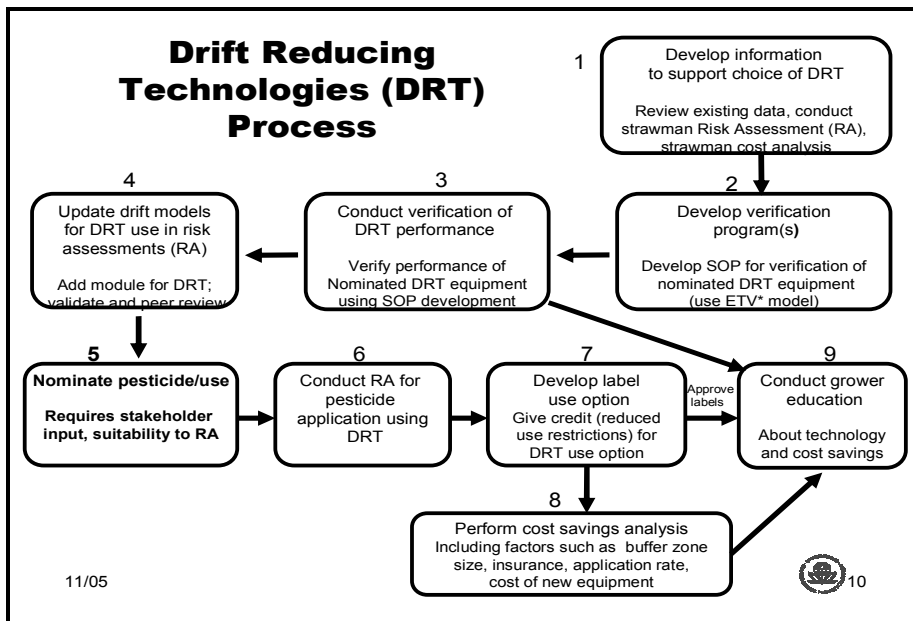 Drift Reducing
Technologies (DRT)
Process
1
Develop information
to support choice of DRT
Review existing data, conduct
strawman Risk Assessment (RA),
strawman cost analysis
2
Develop verification
program(s)
Develop SOP for verification of
nominated DRT equipment
(use ETV* model)
3
Conduct verification of
DRT performance
Verify performance of
Nominated DRT equipment
using SOP development
4
Update drift models
for DRT use in risk
assessments (RA)
Add module for DRT;
validate and peer review
5
Nominate pesticide/use
Requires stakeholder
input, suitability to RA
6
Conduct RA for
pesticide
application using
DRT
7
Develop label
use option
Give credit (reduced
use restrictions) for
DRT use option
Approve
labels
9
Conduct grower
education
About technology
and cost savings
8
Perform cost savings analysis
Including factors such as buffer zone
size, insurance, application rate,
cost of new equipment
11/05
10